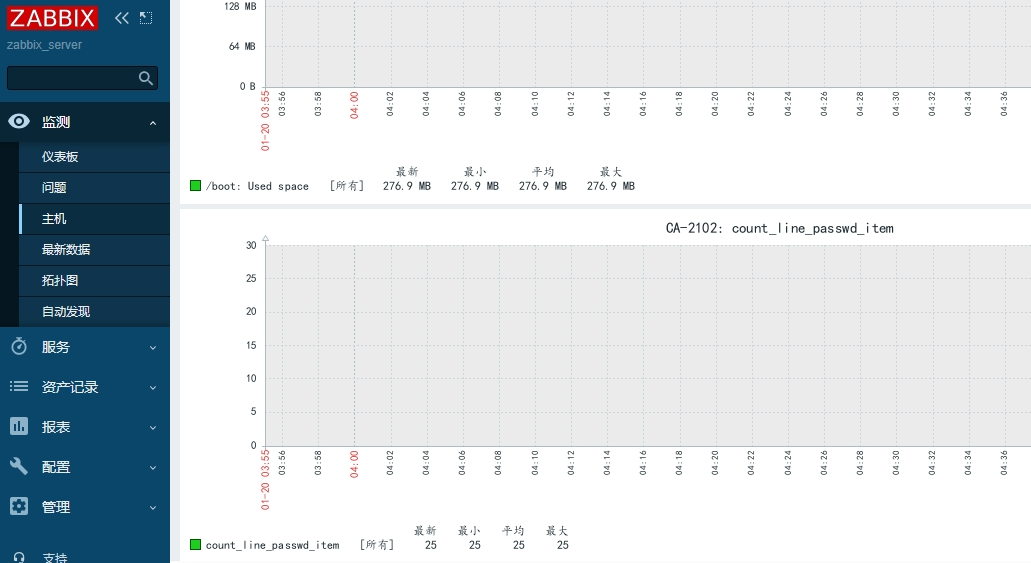 ZABBIX
zabbix_server
监测
仪表板
问题
主机
最新数据
拓扑图
自动发现
服务
资产记录
报表
配置
管理
支持
128 MB
64 MB
0 B
01-20 03:55 03:56 03:58 04:00 04:02 04:04 04:06 04:08 04:10 04:12 04:14 04:16 04:18 04:20 04:22 04:24 04:26 04:28 04:30 04:32 04:34 04:36
最新 最小 平均 最大
/boot: Used space [所有] 276.9 MB 276.9 MB 276.9 MB 276.9 MB
CA-2102: count_line_passwd_item
30
25
20
15
10
5
0
01-20 03:55 03:56 03:58 04:00 04:02 04:04 04:06 04:08 04:10 04:12 04:14 04:16 04:18 04:20 04:22 04:24 04:26 04:28 04:30 04:32 04:34 04:36
最新 最小 平均 最大
count_line_passwd_item [所有] 25 25 25 25